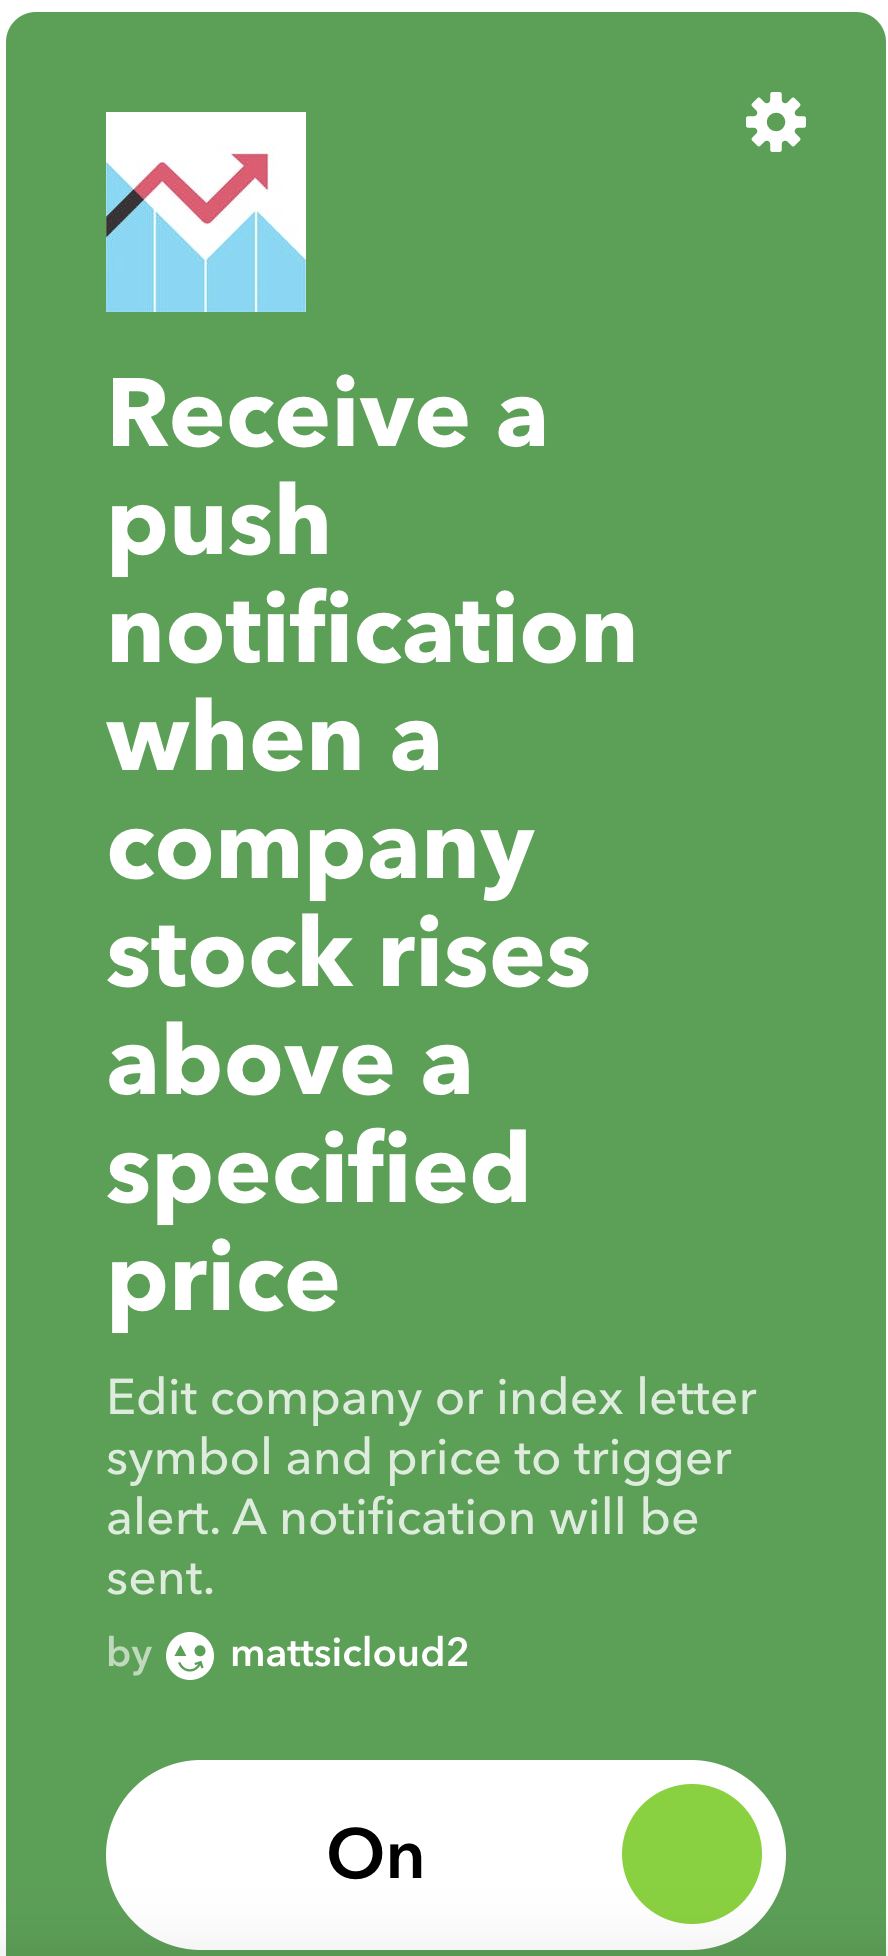 Receive a
push
notification
when a
company
stock rises
above a
specified
price
Edit company or index letter
symbol and price to trigger
alert. A notification will be
sent.
by mattsicloud2
On